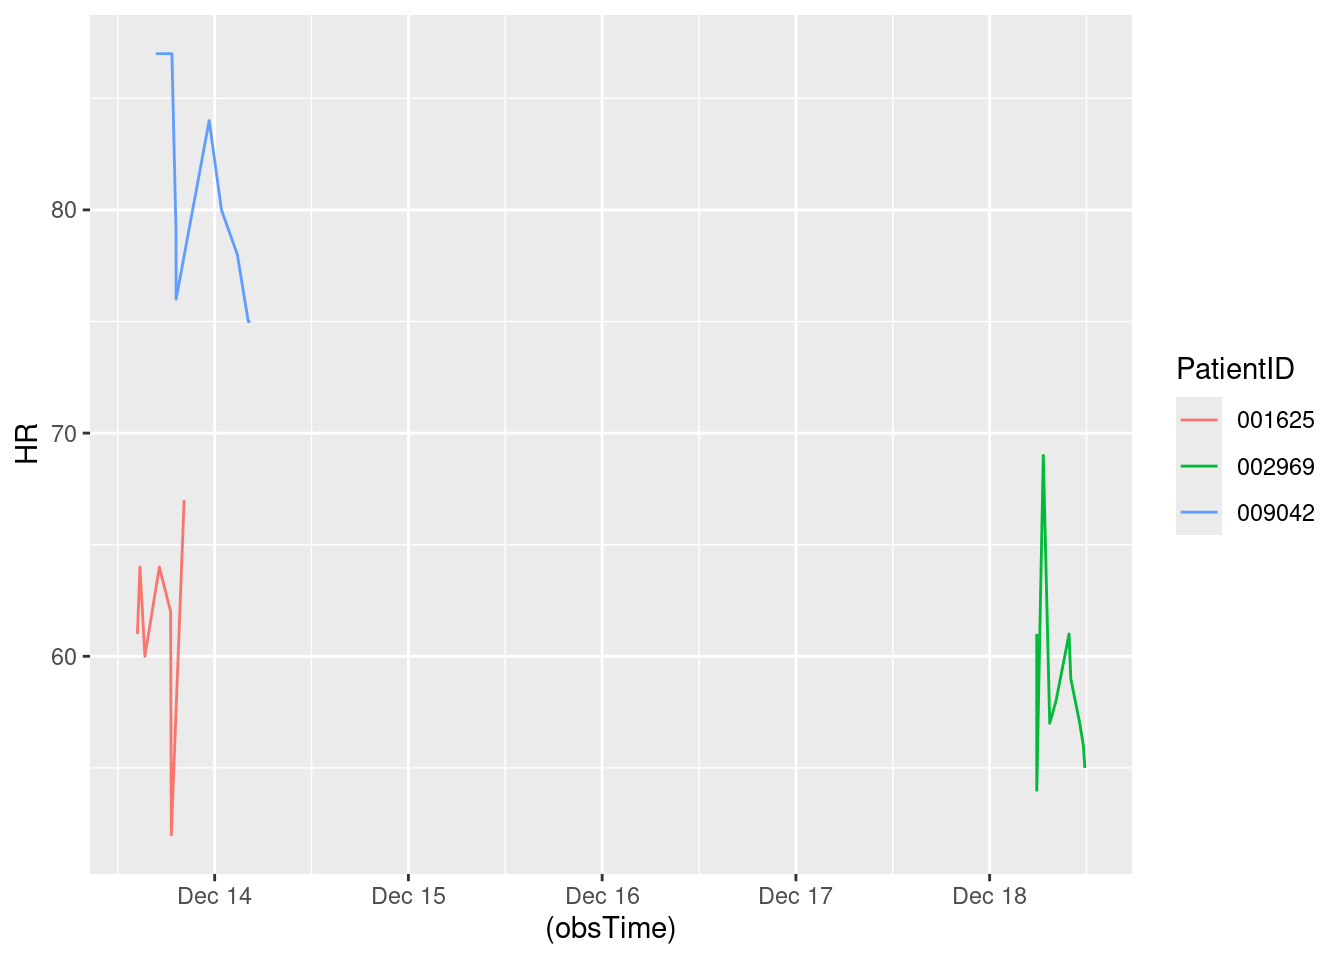 80
70
60
HR
Dec 14
Dec 15
Dec 16
Dec 17
Dec 18
(obsTime)
PatientID
001625
002969
009042